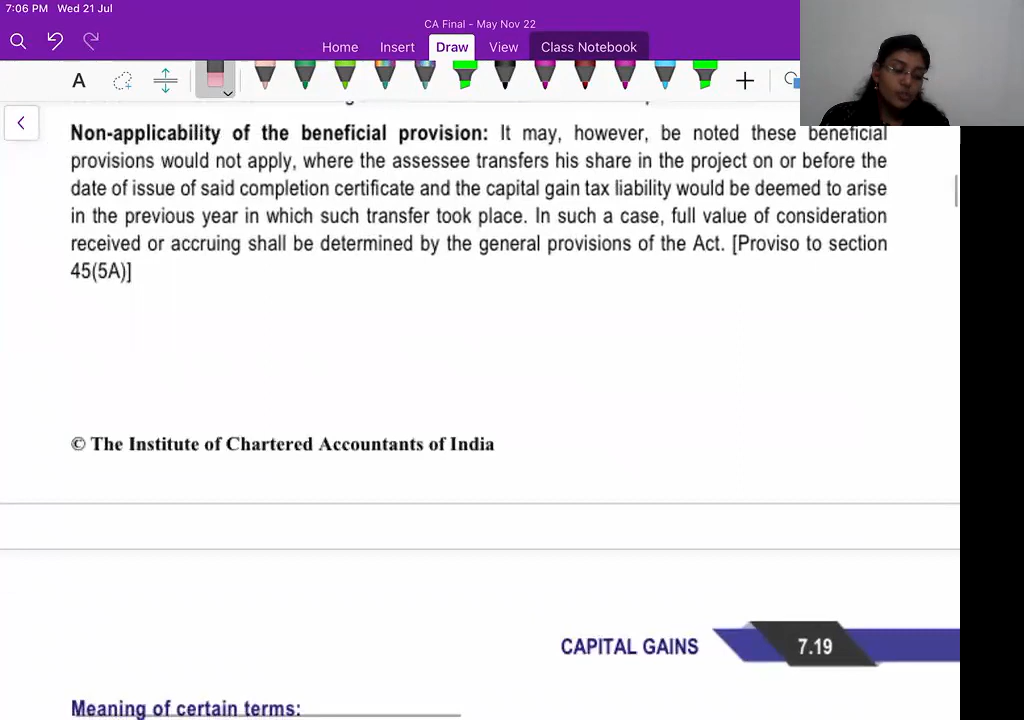 7:06 PM Wed 21 Jul
CA Final - May Nov 22
Home Insert Draw View Class Notebook
A
Non-applicability of the beneficial provision: It may, however, be noted these beneficial
provisions would not apply, where the assessee transfers his share in the project on or before the
date of issue of said completion certificate and the capital gain tax liability would be deemed to arise
in the previous year in which such transfer took place. In such a case, full value of consideration
received or accruing shall be determined by the general provisions of the Act. [Proviso to section
45(5A)]
© The Institute of Chartered Accountants of India
CAPITAL GAINS 7.19
Meaning of certain terms: